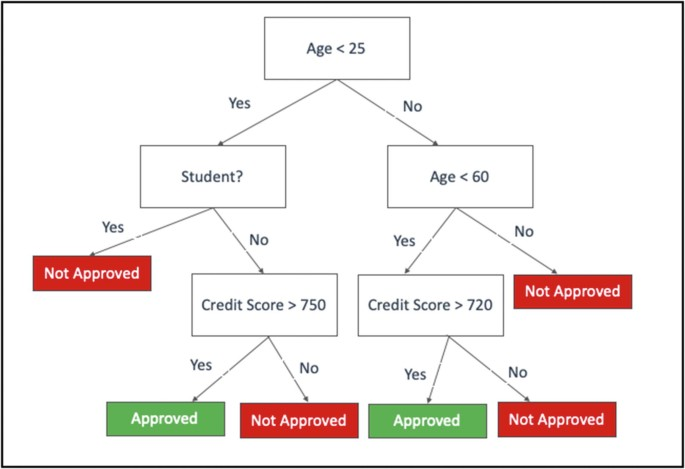 Age < 25
Yes
No
Student?
Age < 60
Yes
No
Yes
No
Not Approved
Credit Score > 750
Credit Score > 720
Not Approved
Yes
No
Yes
No
Approved
Not Approved
Approved
Not Approved